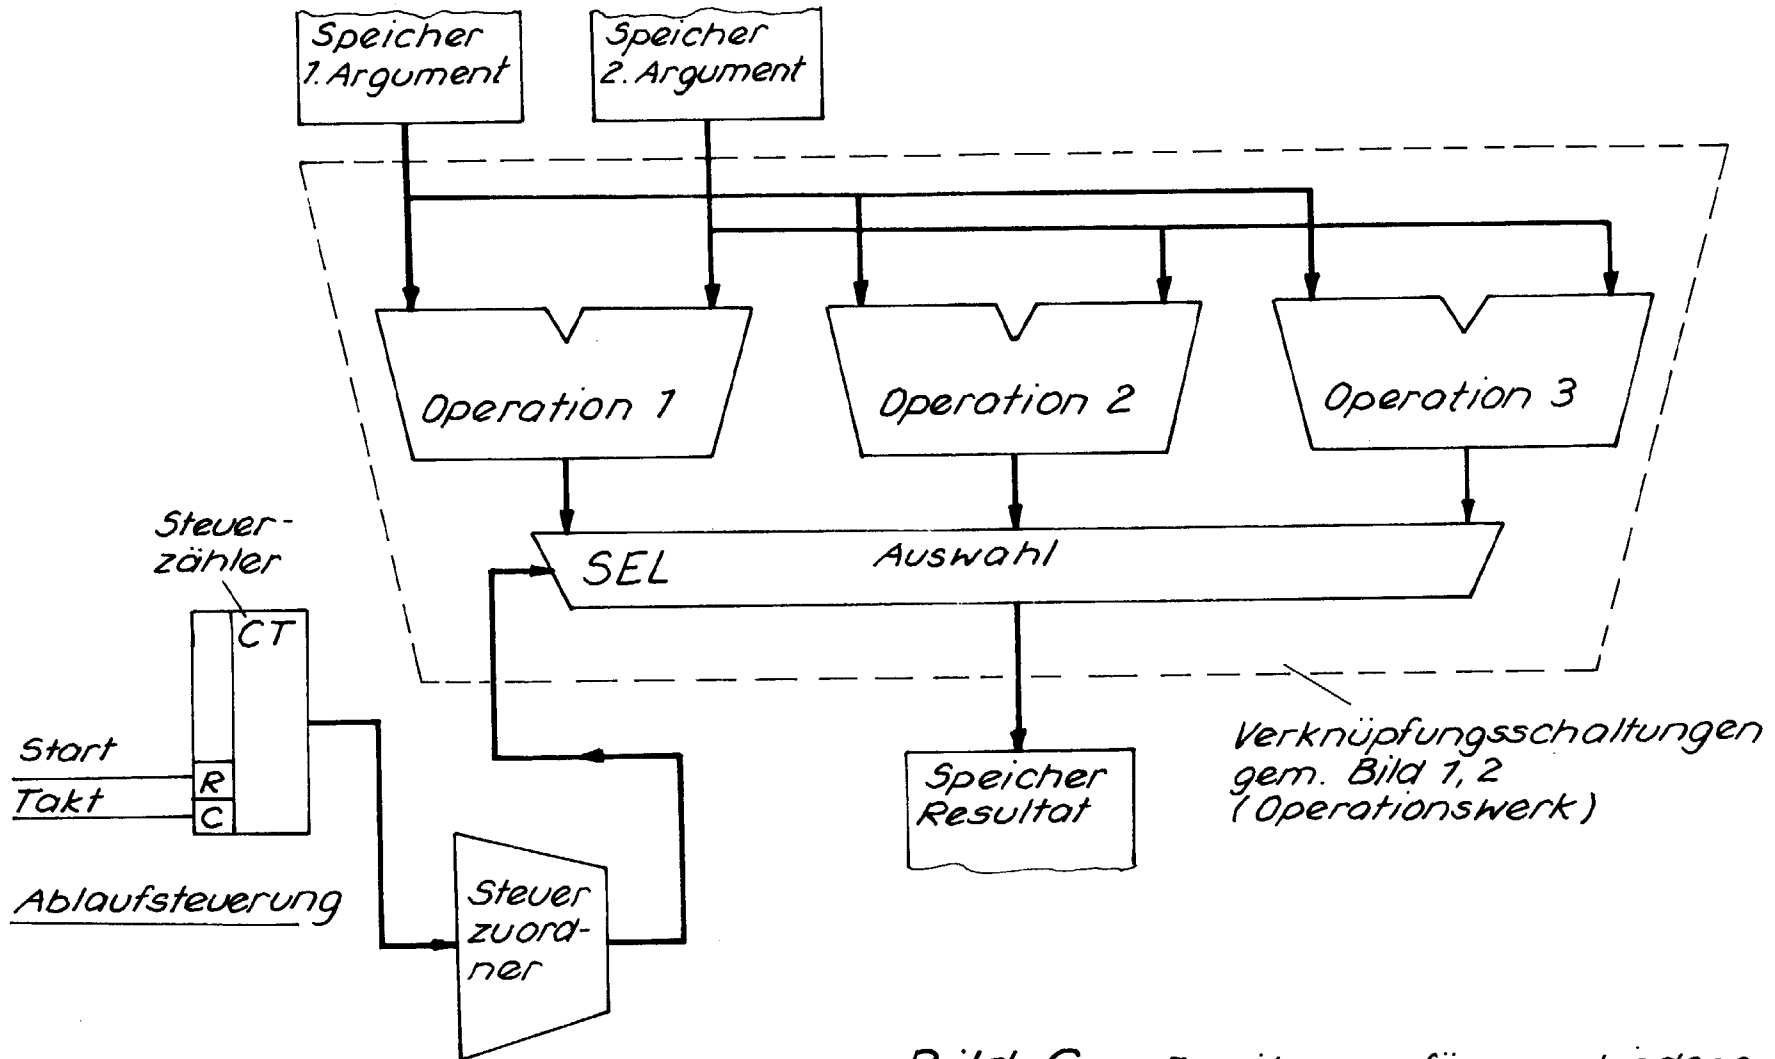 Speicher
1. Argument
Speicher
2. Argument
Operation 1
Operation 2
Operation 3
Steuer-
zähler
SEL
Auswahl
CT
Start
R
Takt
C
Verknüpfungsschaltungen
gem. Bild 1, 2
(Operationswerk)
Speicher
Resultat
Ablaufsteuerung
Steuer
zuord-
ner
Bild